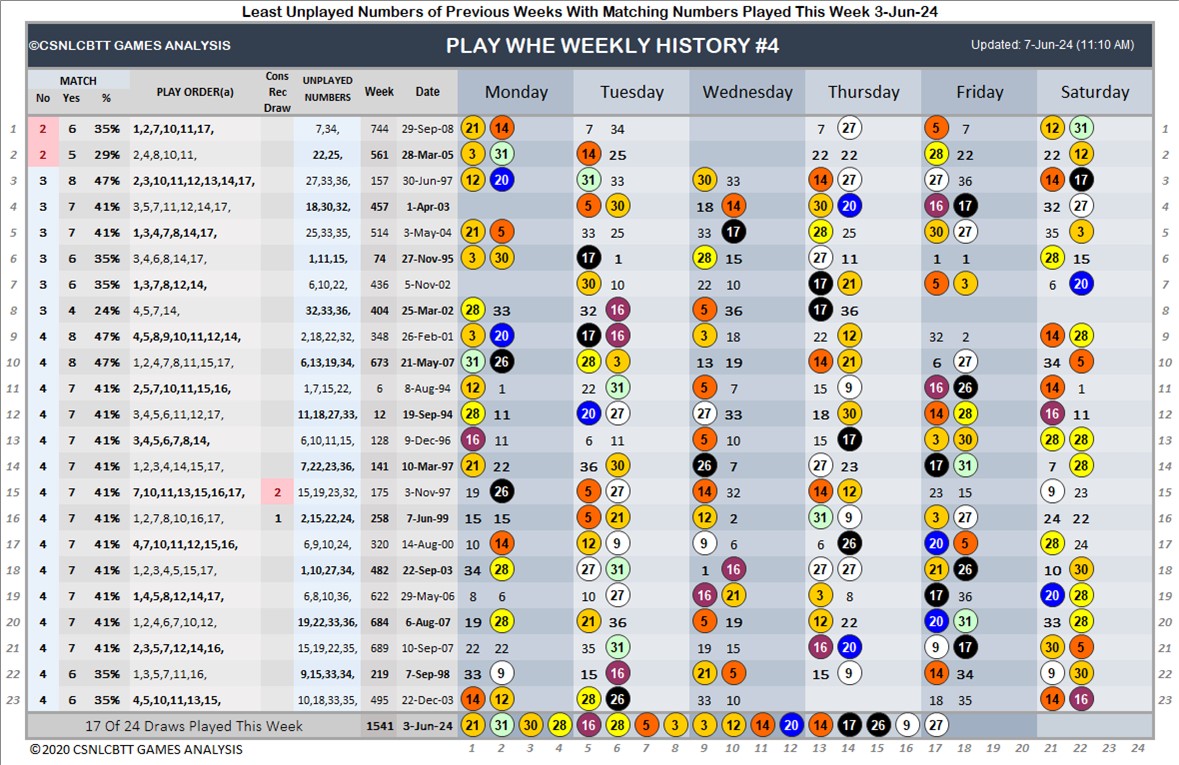 Least Unplayed Numbers of Previous Weeks With Matching Numbers Played This Week 3-Jun-24
©CSNLCBTT GAMES ANALYSIS PLAY WHE WEEKLY HISTORY #4 Updated: 7-Jun-24 (11:10 AM)
MATCH No Yes % PLAY ORDER(a) Cons Rec Draw UNPLAYED NUMBERS Week Date Monday Tuesday Wednesday Thursday Friday Saturday
1 2 6 35% 1,2,7,10,11,17, 7,34, 744 29-Sep-08 21 14 7 34 7 27 5 7 12 31 1
2 2 5 29% 2,4,8,10,11, 22,25, 561 28-Mar-05 3 31 14 25 22 22 28 22 22 12 2
3 3 8 47% 2,3,10,11,12,13,14,17, 27,33,36, 157 30-Jun-97 12 20 31 33 30 33 14 27 27 36 14 17 3
4 3 7 41% 3,7,11,11,12,14,17, 18,30,32, 457 1-Apr-03 5 30 18 14 30 20 16 17 32 27 4
5 3 7 41% 1,3,4,7,8,14,17, 25,33,35, 514 3-May-04 21 5 33 25 33 17 28 25 30 27 35 3 5
6 3 6 35% 3,4,6,8,14,17, 1,11,15, 74 27-Nov-95 3 30 17 1 28 15 27 11 1 1 28 15 6
7 3 6 35% 1,3,7,8,12,14, 6,10,22, 436 5-Nov-02 30 10 22 10 17 21 5 3 6 20 7
8 3 4 24% 4,5,7,14, 32,33,36, 404 25-Mar-02 28 33 32 16 5 36 17 36 8
9 4 8 47% 4,5,8,9,10,11,12,14, 2,18,22,32, 348 26-Feb-01 3 20 17 16 3 18 22 12 32 2 14 28 9
10 4 8 47% 1,2,4,7,8,11,15,17, 6,13,19,34, 673 21-May-07 31 26 28 3 13 19 14 21 6 27 34 5 10
11 4 7 41% 2,5,7,10,11,15,16, 1,7,15,22, 6 8-Aug-94 12 1 22 31 5 7 15 9 16 26 14 1 11
12 4 7 41% 3,4,5,6,11,12,17, 11,18,27,33, 12 19-Sep-94 28 11 20 27 27 33 18 30 14 28 16 11 12
13 4 7 41% 3,4,5,6,7,8,14, 6,10,11,15, 128 9-Dec-96 16 11 6 11 5 10 15 17 3 30 28 28 13
14 4 7 41% 1,2,3,4,14,15,17, 7,22,23,36, 141 10-Mar-97 21 22 36 30 26 7 27 23 17 31 7 28 14
15 4 7 41% 7,10,11,13,15,16,17, 2 15,19,23,32, 175 3-Nov-97 19 26 5 27 14 32 14 12 23 15 9 23 15
16 4 7 41% 1,2,7,8,10,16,17, 1 2,15,22,24, 258 7-Jun-99 15 15 5 21 12 2 31 9 3 27 24 22 16
17 4 7 41% 4,7,10,11,12,15,16, 6,9,10,24, 320 14-Aug-00 10 14 12 9 9 6 6 26 20 5 28 24 17
18 4 7 41% 1,2,3,4,5,15,17, 1,10,27,34, 482 22-Sep-03 34 28 27 31 1 16 27 27 21 26 10 30 18
19 4 7 41% 1,4,5,8,12,14,17, 6,8,10,36, 622 29-May-06 8 6 10 27 16 21 3 8 17 36 20 28 19
20 4 7 41% 1,2,4,6,7,10,12, 19,22,33,36, 684 6-Aug-07 19 28 21 36 5 19 12 22 20 31 33 28 20
21 4 7 41% 2,3,5,7,12,14,16, 15,19,22,35, 689 10-Sep-07 22 22 35 31 19 15 16 20 9 17 30 5 21
22 4 6 35% 1,3,5,7,11,16, 9,15,33,34, 219 7-Sep-98 33 9 15 16 21 5 15 9 14 34 9 30 22
23 4 6 35% 4,5,10,11,13,15, 10,18,33,35, 495 22-Dec-03 14 12 28 26 33 10 18 35 14 16 23
17 Of 24 Draws Played This Week 1541 3-Jun-24 21 31 30 28 16 28 5 3 3 12 14 20 14 17 26 9 27
©2020 CSNLCBTT GAMES ANALYSIS 1 2 3 4 5 6 7 8 9 10 11 12 13 14 15 16 17 18 19 20 21 22 23 24